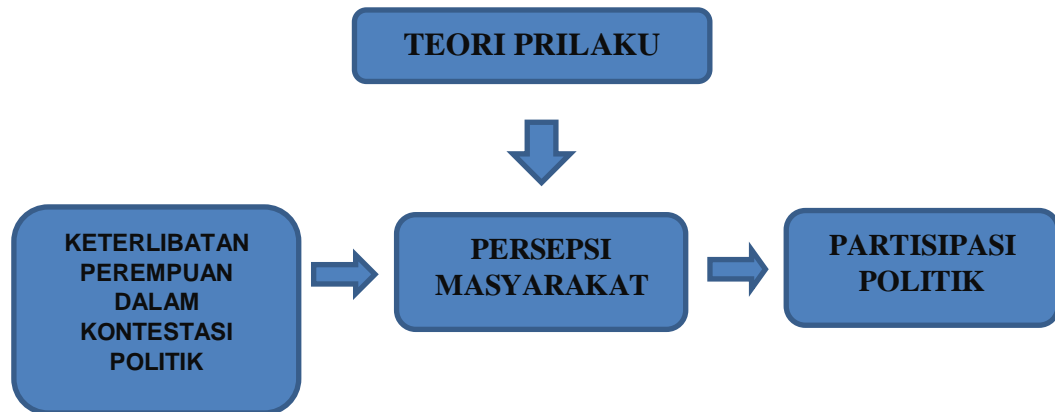 TEORI PRILAKU
KETERLIBATAN
PEREMPUAN
DALAM
KONTESTASI
POLITIK
PERSEPSI
MASYARAKAT
PARTISIPASI
POLITIK